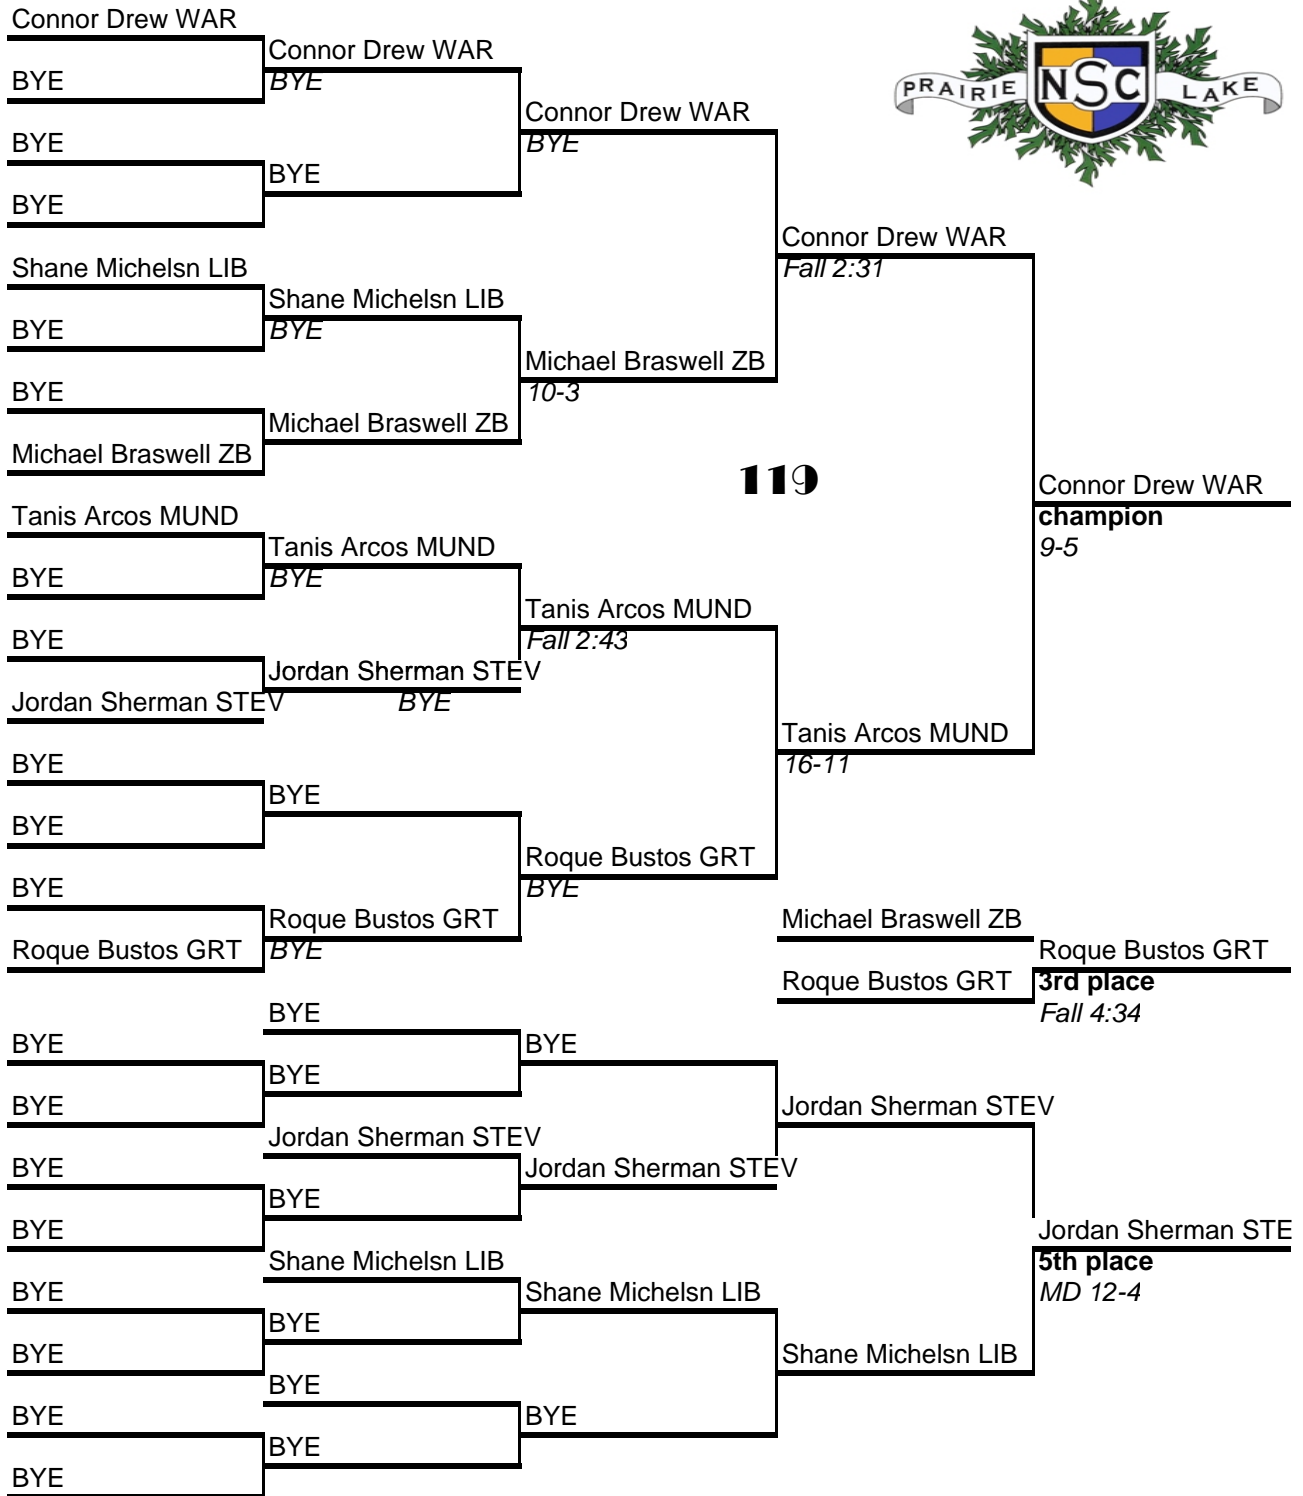 Connor Drew WAR
BYE
BYE
BYE
Shane Michelsn LIB
BYE
BYE
Michael Braswell ZB
Tanis Arcos MUND
BYE
BYE
Jordan Sherman STEV
BYE
BYE
BYE
Roque Bustos GRT
BYE
BYE
BYE
BYE
BYE
BYE
BYE
BYE
Connor Drew WAR
BYE
BYE
Shane Michelsn LIB
BYE
Michael Braswell ZB
Tanis Arcos MUND
BYE
Jordan Sherman STEV
BYE
BYE
Roque Bustos GRT
BYE
BYE
BYE
Jordan Sherman STEV
BYE
Shane Michelsn LIB
BYE
BYE
BYE
Connor Drew WAR
BYE
Michael Braswell ZB
10-3
Tanis Arcos MUND
Fall 2:43
Roque Bustos GRT
BYE
BYE
Jordan Sherman STEV
Shane Michelsn LIB
BYE
PRAIRIE NSC LAKE
Connor Drew WAR
Fall 2:31
119
Tanis Arcos MUND
16-11
Michael Braswell ZB
Roque Bustos GRT
Jordan Sherman STEV
Shane Michelsn LIB
Connor Drew WAR
champion
9-5
Roque Bustos GRT
3rd place
Fall 4:34
Jordan Sherman STE
5th place
MD 12-4